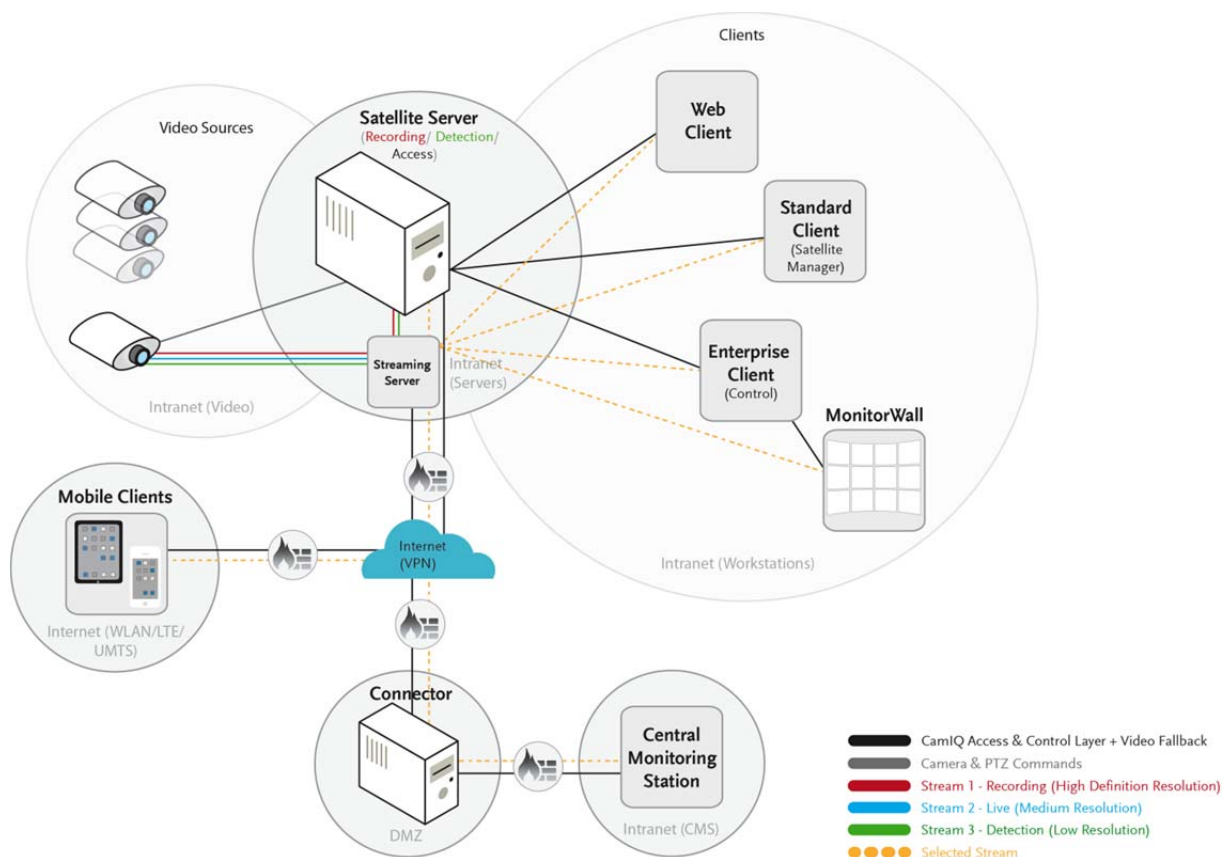 Clients
Video Sources
Satellite Server
(Recording/ Detection/
Access)
Web
Client
Standard
Client
(Satellite
Manager)
Enterprise
Client
(Control)
MonitorWall
Streaming
Server
Intranet
(Servers)
Intranet (Video)
Intranet (Workstations)
Mobile Clients
Internet (WLAN/LTE/
UMTS)
Internet
(VPN)
Connector
DMZ
Central
Monitoring
Station
Intranet (CMS)
CamIQ Access & Control Layer + Video Fallback
Camera & PTZ Commands
Stream 1 - Recording (High Definition Resolution)
Stream 2 - Live (Medium Resolution)
Stream 3 - Detection (Low Resolution)
Selected Stream